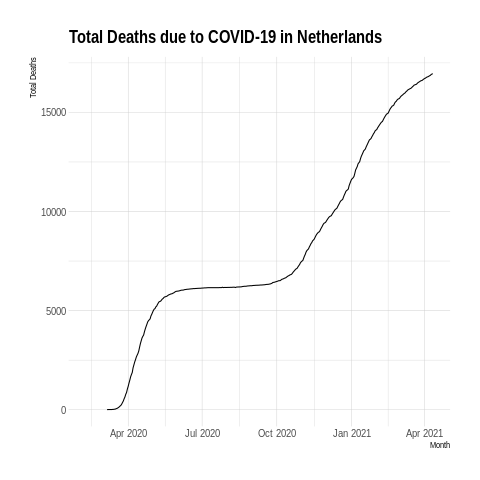 Total Deaths due to COVID-19 in Netherlands
Total Deaths
15000
10000
5000
0
Apr 2020 Jul 2020 Oct 2020 Jan 2021 Apr 2021
Month